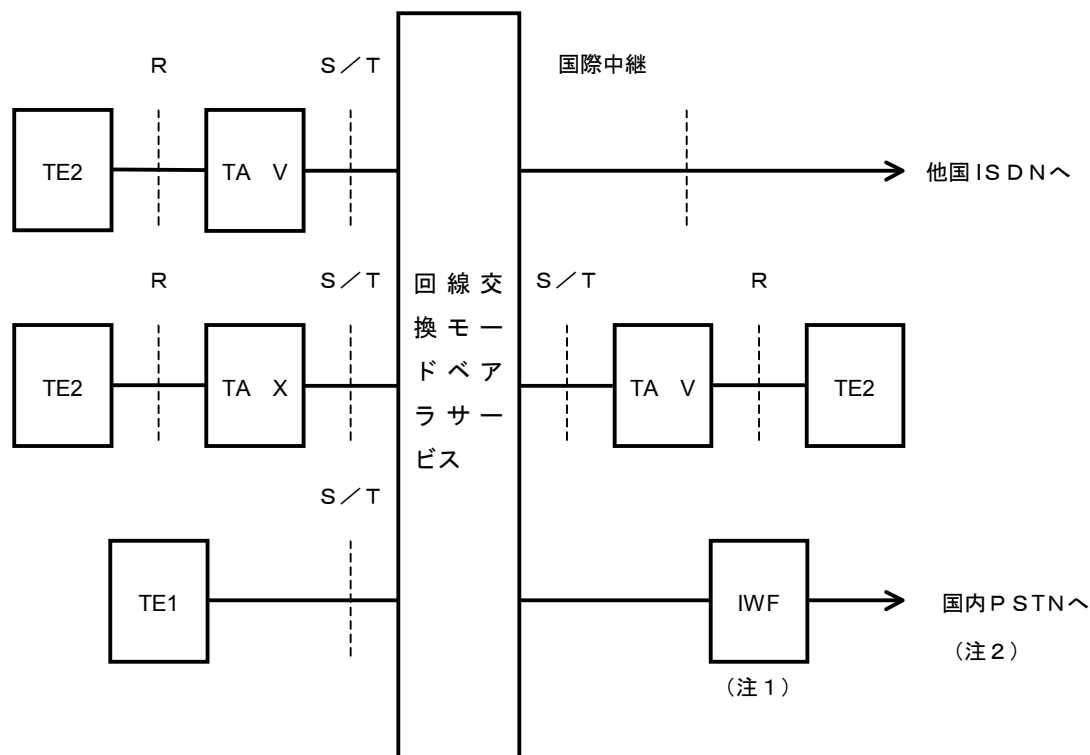 R
S／T
国際中継
TE2
TA V
他国ISDNへ
R
S／T
回線交
換モー
ドベア
ラサー
ビス
S／T
R
TE2
TA X
TA V
TE2
S／T
TE1
IWF
国内PSTNへ
（注２）
（注１）